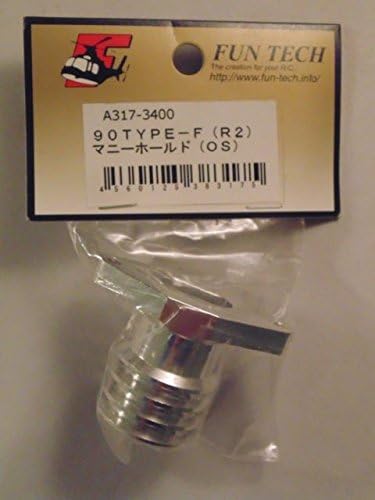 FUN TECH
The creation for your R/C.
http://www.fun-tech.info/
A317-3400
90TYPE-F(R2)
マニーホールド(OS)
4560125383175